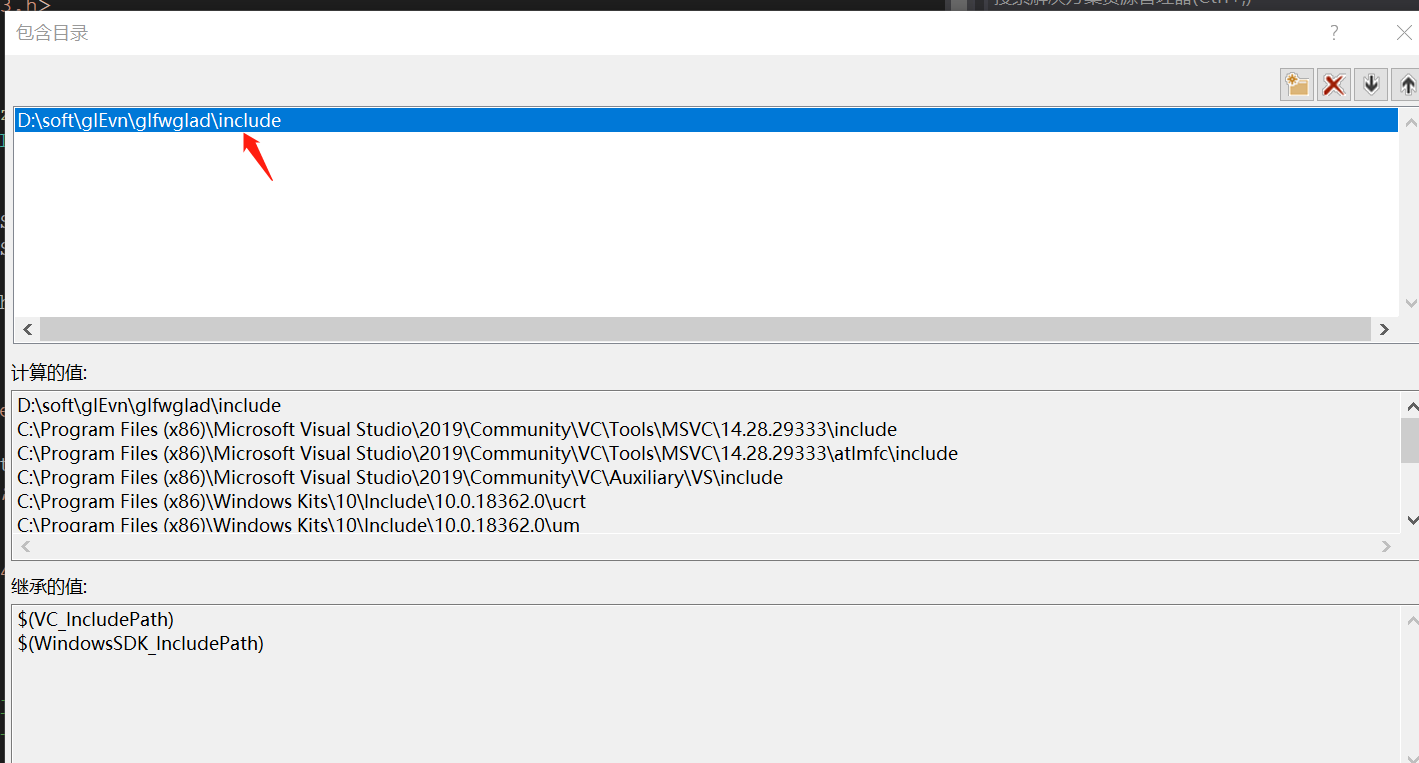 3.h>
包含目录
D:\soft\glEvn\glfwglad\include
计算的值:
D:\soft\glEvn\glfwglad\include
C:\Program Files (x86)\Microsoft Visual Studio\2019\Community\VC\Tools\MSVC\14.28.29333\include
C:\Program Files (x86)\Microsoft Visual Studio\2019\Community\VC\Tools\MSVC\14.28.29333\atlmfc\include
C:\Program Files (x86)\Microsoft Visual Studio\2019\Community\VC\Auxiliary\VS\include
C:\Program Files (x86)\Windows Kits\10\Include\10.0.18362.0\ucrt
C:\Program Files (x86)\Windows Kits\10\Include\10.0.18362.0\um
继承的值:
$(VC_IncludePath)
$(WindowsSDK_IncludePath)